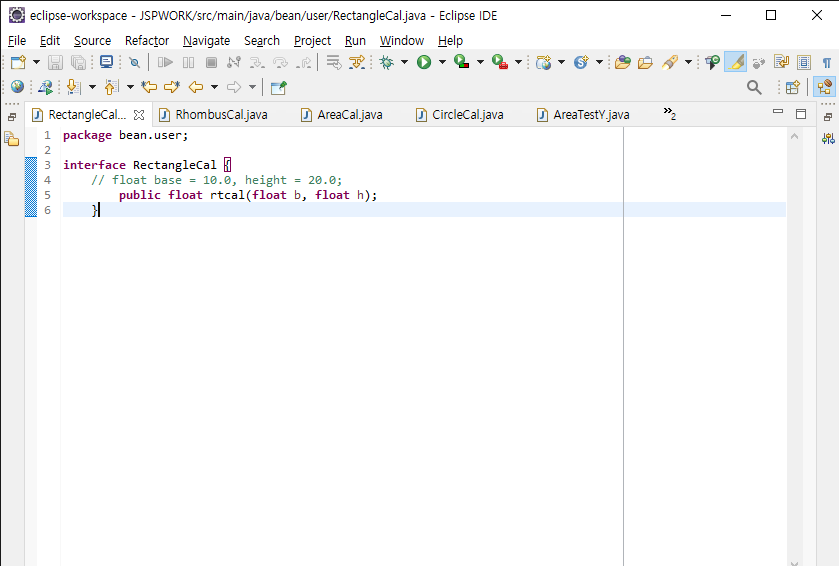 eclipse-workspace - JSPWORK/src/main/java/bean/user/RectangleCal.java - Eclipse IDE
File Edit Source Refactor Navigate Search Project Run Window Help
RectangleCal... RhombusCal.java AreaCal.java CircleCal.java AreaTestY.java »2
1 package bean.user;
2
3 interface RectangleCal {
4 // float base = 10.0, height = 20.0;
5 public float rtcal(float b, float h);
6 }